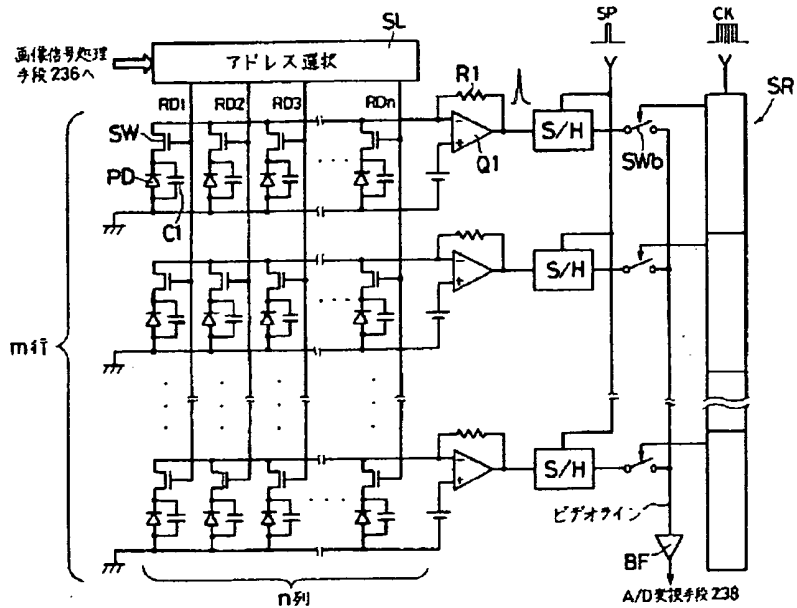 SL
SP
CK
画像信号処理
手段236へ
アドレス選択
RD1
RD2
RD3
RDn
R1
SR
SW
S/H
SWb
Q1
PD
C1
S/H
m行
S/H
ビデオライン
BF
n列
A/D変換手段238